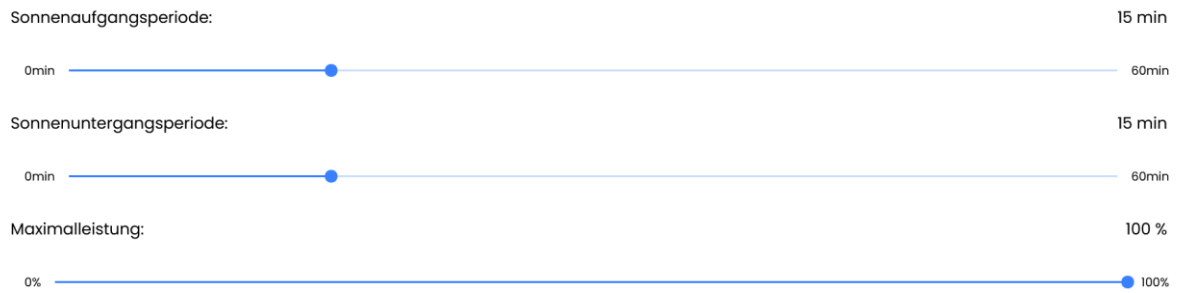 Sonnenaufgangsperiode: 15 min
0min 60min
Sonnenuntergangsperiode: 15 min
0min 60min
Maximalleistung: 100 %
0% 100%